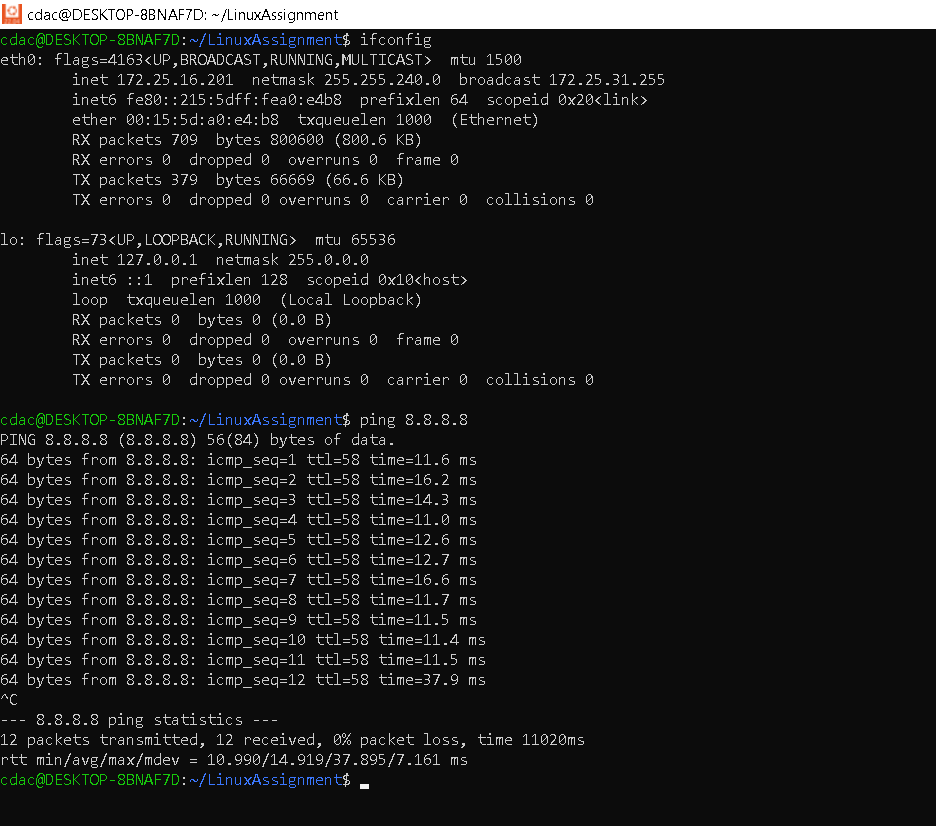 cdac@DESKTOP-8BNAF7D: ~/LinuxAssignment
cdac@DESKTOP-8BNAF7D:~/LinuxAssignment$ ifconfig
eth0: flags=4163<UP,BROADCAST,RUNNING,MULTICAST>  mtu 1500
        inet 172.25.16.201  netmask 255.255.240.0  broadcast 172.25.31.255
        inet6 fe80::215:5dff:fea0:e4b8  prefixlen 64  scopeid 0x20<link>
        ether 00:15:5d:a0:e4:b8  txqueuelen 1000  (Ethernet)
        RX packets 709  bytes 800600 (800.6 KB)
        RX errors 0  dropped 0  overruns 0  frame 0
        TX packets 379  bytes 66669 (66.6 KB)
        TX errors 0  dropped 0 overruns 0  carrier 0  collisions 0

lo: flags=73<UP,LOOPBACK,RUNNING>  mtu 65536
        inet 127.0.0.1  netmask 255.0.0.0
        inet6 ::1  prefixlen 128  scopeid 0x10<host>
        loop  txqueuelen 1000  (Local Loopback)
        RX packets 0  bytes 0 (0.0 B)
        RX errors 0  dropped 0  overruns 0  frame 0
        TX packets 0  bytes 0 (0.0 B)
        TX errors 0  dropped 0 overruns 0  carrier 0  collisions 0

cdac@DESKTOP-8BNAF7D:~/LinuxAssignment$ ping 8.8.8.8
PING 8.8.8.8 (8.8.8.8) 56(84) bytes of data.
64 bytes from 8.8.8.8: icmp_seq=1 ttl=58 time=11.6 ms
64 bytes from 8.8.8.8: icmp_seq=2 ttl=58 time=16.2 ms
64 bytes from 8.8.8.8: icmp_seq=3 ttl=58 time=14.3 ms
64 bytes from 8.8.8.8: icmp_seq=4 ttl=58 time=11.0 ms
64 bytes from 8.8.8.8: icmp_seq=5 ttl=58 time=12.6 ms
64 bytes from 8.8.8.8: icmp_seq=6 ttl=58 time=12.7 ms
64 bytes from 8.8.8.8: icmp_seq=7 ttl=58 time=16.6 ms
64 bytes from 8.8.8.8: icmp_seq=8 ttl=58 time=11.7 ms
64 bytes from 8.8.8.8: icmp_seq=9 ttl=58 time=11.5 ms
64 bytes from 8.8.8.8: icmp_seq=10 ttl=58 time=11.4 ms
64 bytes from 8.8.8.8: icmp_seq=11 ttl=58 time=11.5 ms
64 bytes from 8.8.8.8: icmp_seq=12 ttl=58 time=37.9 ms
^C
--- 8.8.8.8 ping statistics ---
12 packets transmitted, 12 received, 0% packet loss, time 11020ms
rtt min/avg/max/mdev = 10.990/14.919/37.895/7.161 ms
cdac@DESKTOP-8BNAF7D:~/LinuxAssignment$